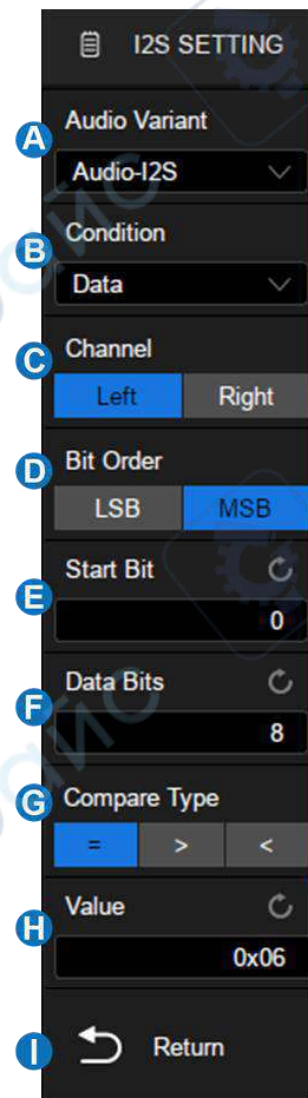 I2S SETTING
A Audio Variant
Audio-I2S
B Condition
Data
C Channel
Left Right
D Bit Order
LSB MSB
E Start Bit
0
F Data Bits
8
G Compare Type
= > <
H Value
0x06
I Return